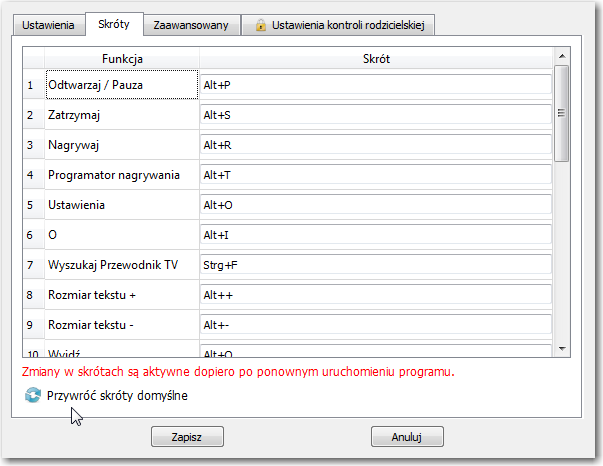 Ustawienia Skróty Zaawansowany Ustawienia kontroli rodzicielskiej
Funkcja Skrót
1 Odtwarzaj / Pauza Alt+P
2 Zatrzymaj Alt+S
3 Nagrywaj Alt+R
4 Programator nagrywania Alt+T
5 Ustawienia Alt+O
6 O Alt+I
7 Wyszukaj Przewodnik TV Strg+F
8 Rozmiar tekstu + Alt++
9 Rozmiar tekstu - Alt+-
10 Wyjdź Alt+Q
Zmiany w skrótach są aktywne dopiero po ponownym uruchomieniu programu.
Przywróć skróty domyślne
Zapisz Anuluj